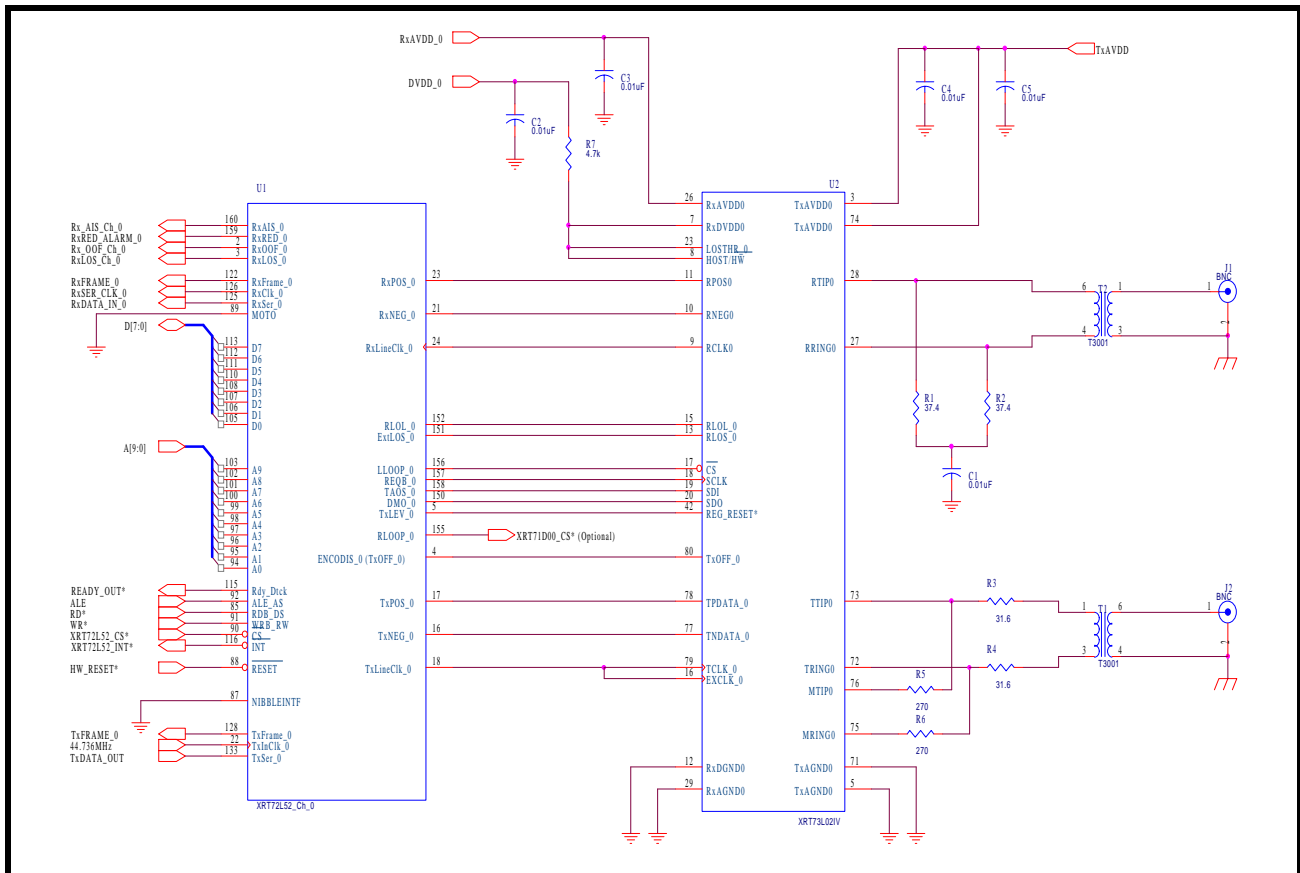 RxAVDD_0
DVDD_0
TxAVDD
C3
0.01uF
C4
0.01uF
C5
0.01uF
C2
0.01uF
R7
4.7k
U1
Rx_AIS_Ch_0 160 RxAIS_0
RxRED_ALARM_0 159 RxRED_0
Rx_OOF_Ch_0 2 RxOOF_0
RxLOS_Ch_0 3 RxLOS_0
RxFRAME_0 122 RxFrame_0
RxSER_CLK_0 126 RxClk_0
RxDATA_IN_0 125 RxSer_0
89 MOTO
D[7:0]
113 D7
112 D6
111 D5
110 D4
108 D3
107 D2
106 D1
105 D0
A[9:0]
103 A9
102 A8
101 A7
100 A6
99 A5
98 A4
97 A3
96 A2
95 A1
94 A0
READY_OUT* 115 Rdy_Dtck
ALE 92 ALE_AS
RD* 85 RDB_DS
WR* 91 WRB_RW
XRT72L52_CS* 90 CS
XRT72L52_INT* 116 INT
HW_RESET* 88 RESET
87 NIBBLEINTF
TxFRAME_0 128 TxFrame_0
44.736MHz 22 TxInClk_0
TxDATA_OUT 133 TxSer_0
RxPOS_0 23
RxNEG_0 21
RxLineClk_0 24
RLOL_0 152
ExtLOS_0 151
LLOOP_0 156
REQB_0 157
TAOS_0 158
DMO_0 150
TxLEV_0 5
RLOOP_0 155 XRT71D00_CS* (Optional)
ENCODIS_0 (TxOFF_0) 4
TxPOS_0 17
TxNEG_0 16
TxLineClk_0 18
XRT72L52_Ch_0
U2
26 RxAVDD0
7 RxDVDD0
23 LOSTHR_0
8 HOST/HW
11 RPOS0
10 RNEG0
9 RCLK0
15 RLOL_0
13 RLOS_0
17 CS
18 SCLK
19 SDI
20 SDO
42 REG_RESET*
80 TxOFF_0
78 TPDATA_0
77 TNDATA_0
79 TCLK_0
16 EXCLK_0
12 RxDGND0
29 RxAGND0
TxAVDD0 3
TxAVDD0 74
RTIP0 28
RRING0 27
TTIP0 73
TRING0 72
MTIP0 76
MRING0 75
TxAGND0 71
TxAGND0 5
XRT73L02IV
R1
37.4
R2
37.4
C1
0.01uF
6 T2 1
4 3
T3001
J1
BNC
1
2
R3
31.6
R4
31.6
R5
270
R6
270
1 T1 6
3 4
T3001
J2
BNC
1
2